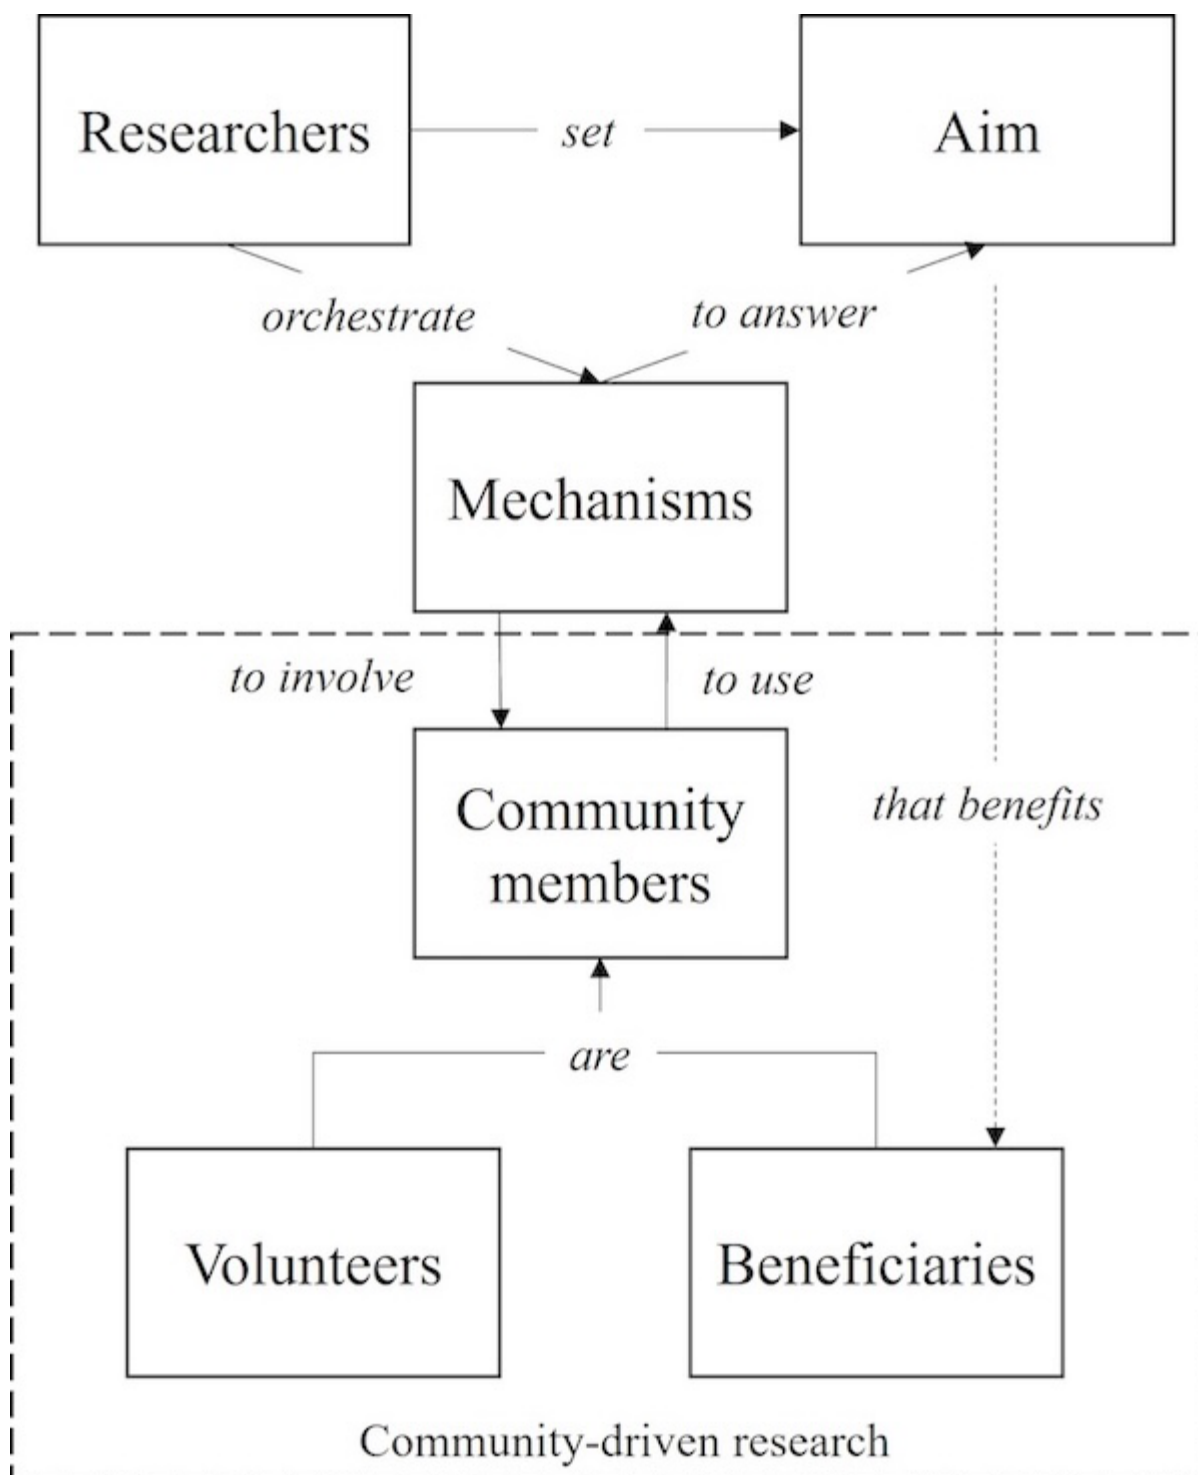 Researchers
set
Aim
orchestrate
to answer
Mechanisms
to involve
to use
Community
members
that benefits
are
Volunteers
Beneficiaries
Community-driven research